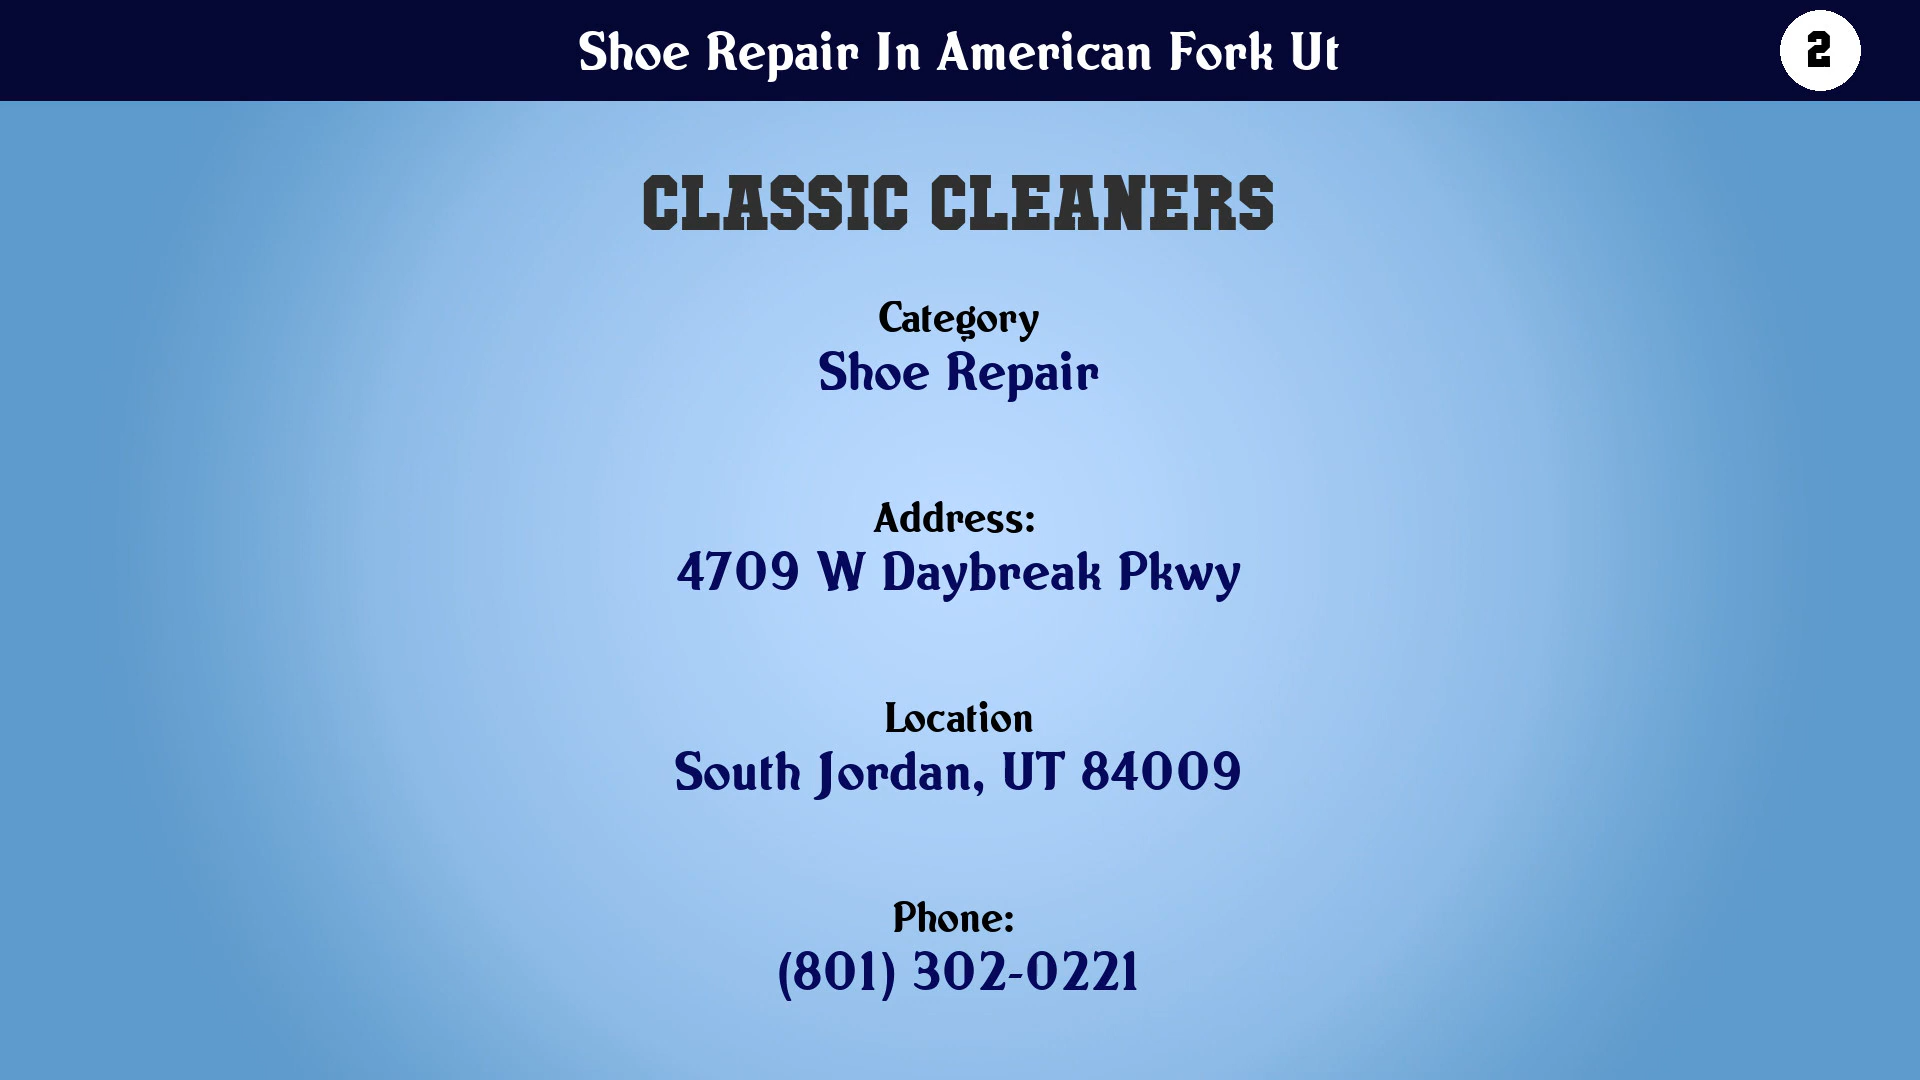 Shoe Repair In American Fork Ut
2
CLASSIC CLEANERS
Category
Shoe Repair
Address:
4709 W Daybreak Pkwy
Location
South Jordan, UT 84009
Phone:
(801) 302-0221